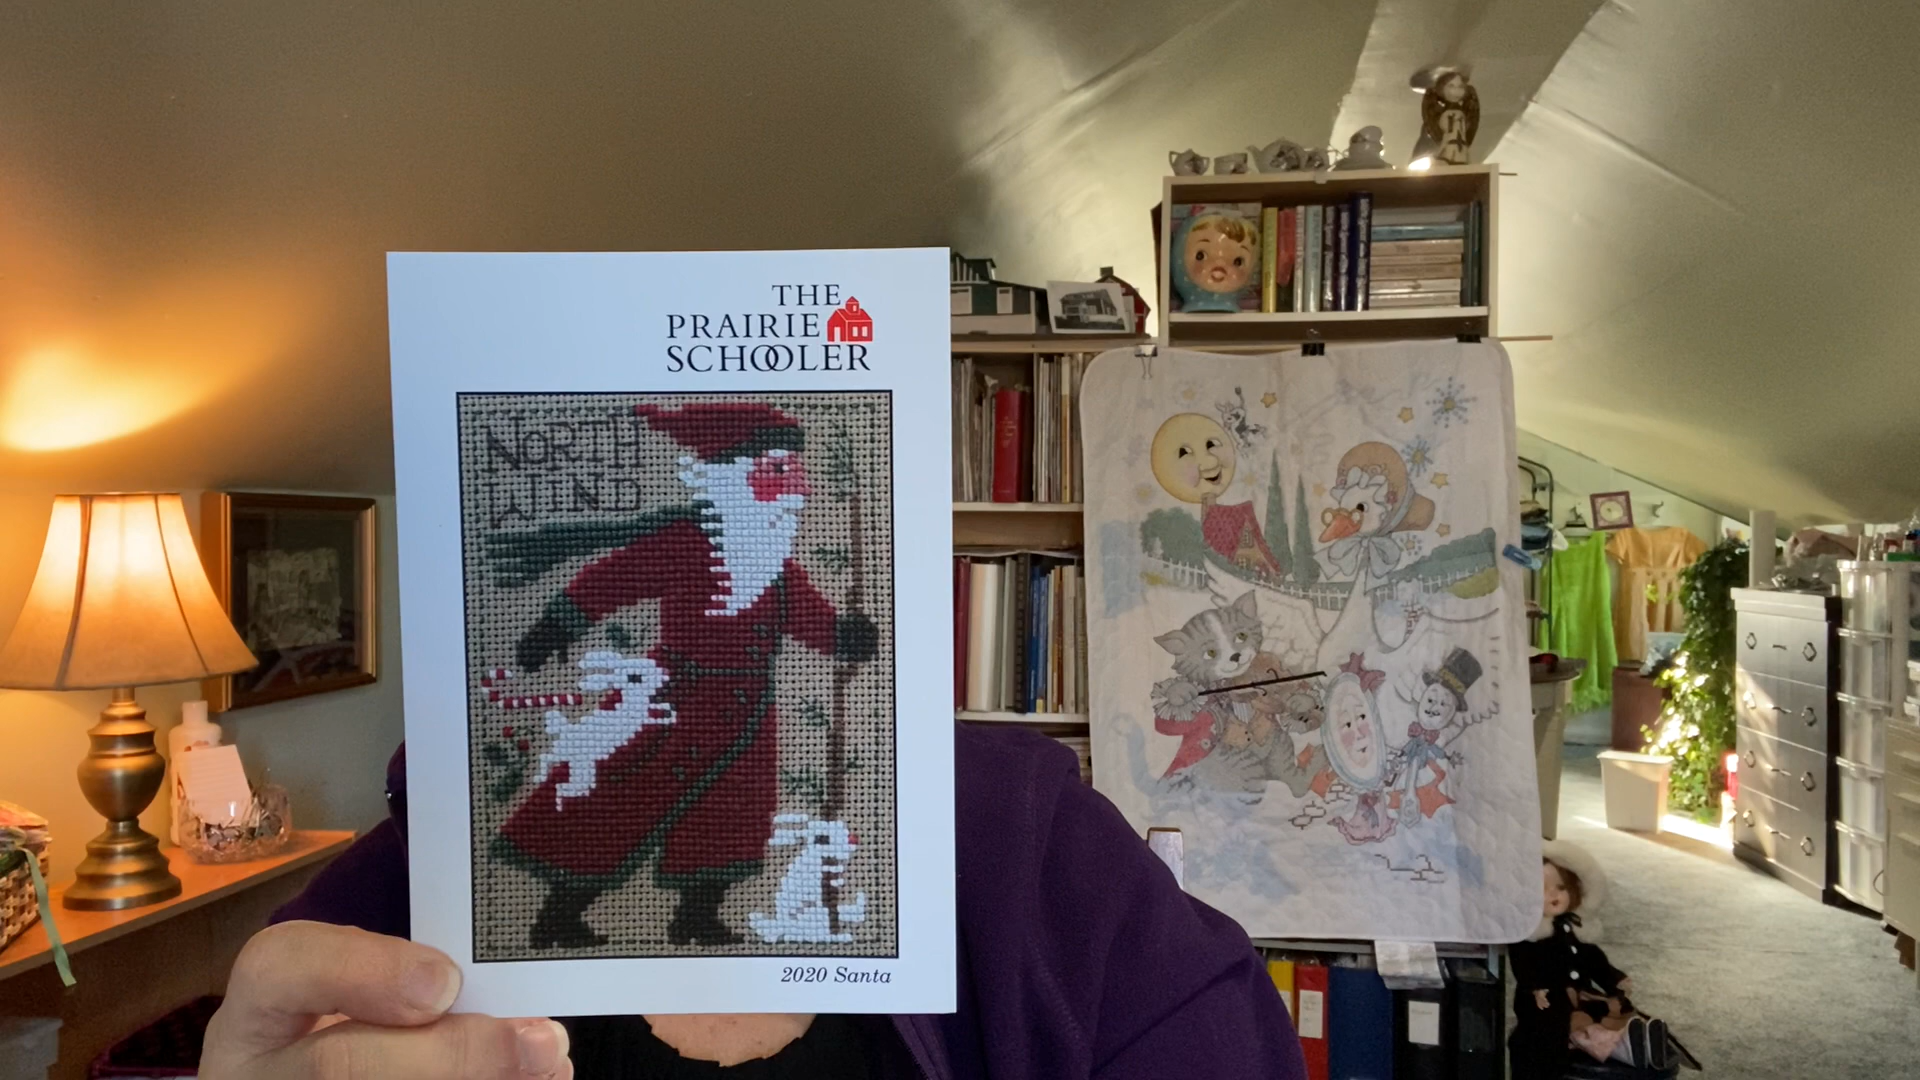 THE
PRAIRIE
SCHOOLER
NORTH
WIND
2020 Santa